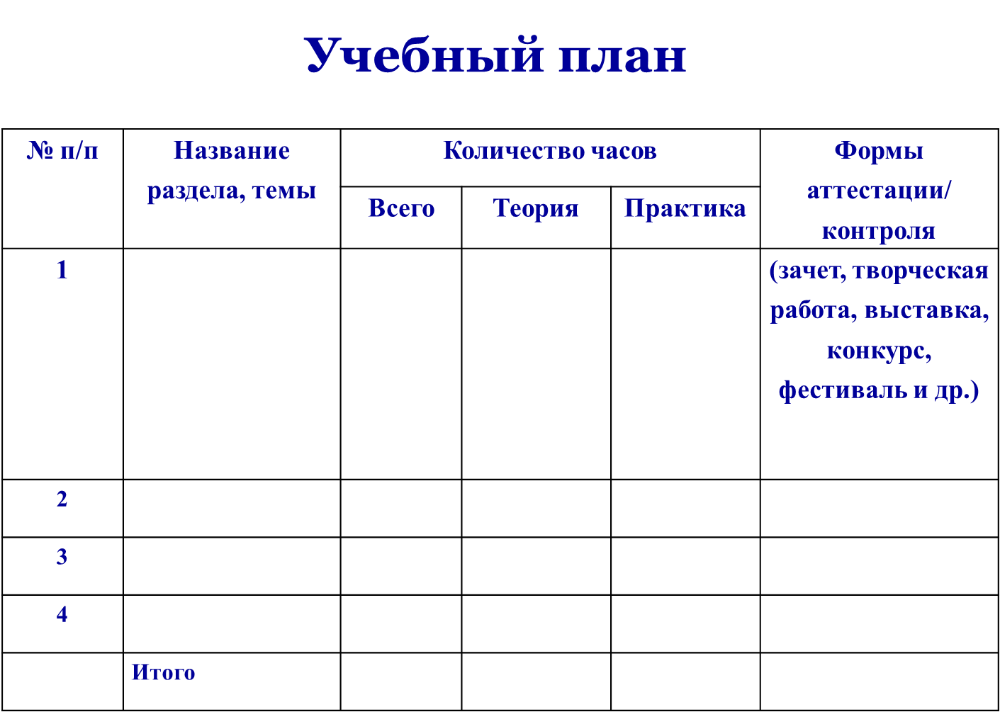 Учебный план
№ п/п
Название
раздела, темы
Количество часов
Формы
аттестации/
контроля
Всего
Теория
Практика
1
(зачет, творческая
работа, выставка,
конкурс,
фестиваль и др.)
2
3
4
Итого